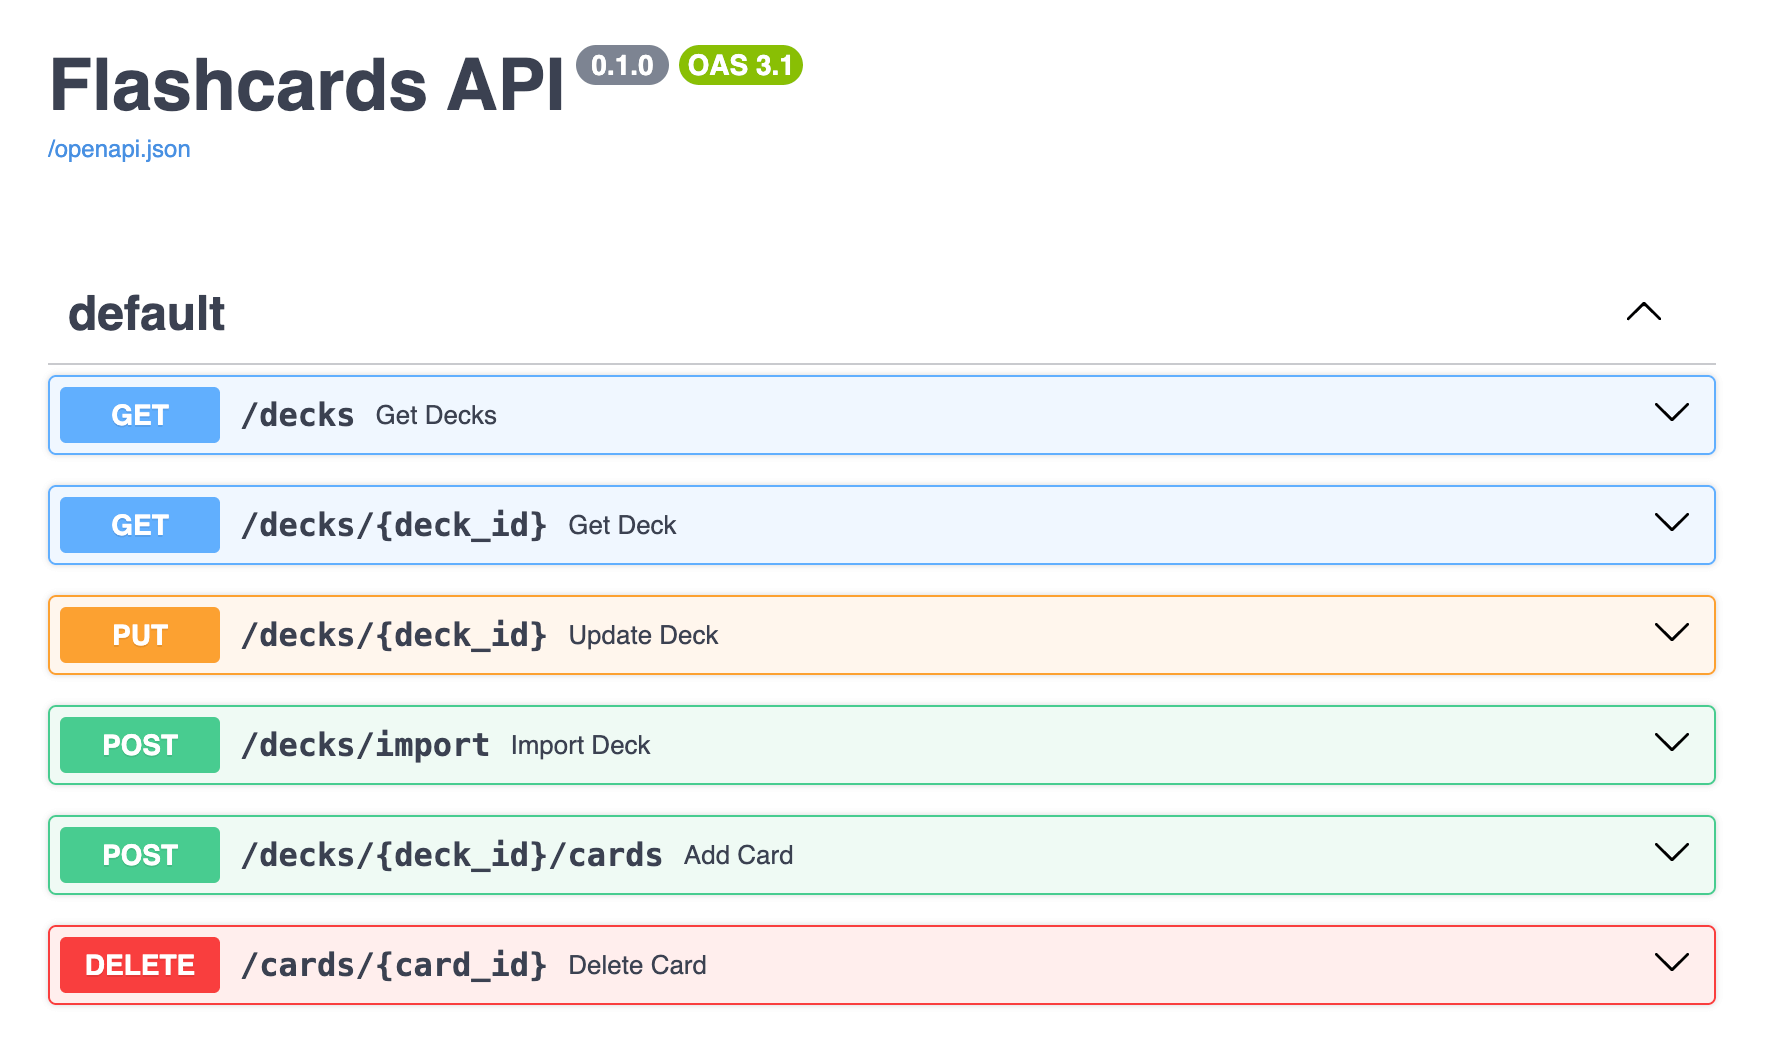 Flashcards API 0.1.0 OAS 3.1
/openapi.json
default
GET /decks Get Decks
GET /decks/{deck_id} Get Deck
PUT /decks/{deck_id} Update Deck
POST /decks/import Import Deck
POST /decks/{deck_id}/cards Add Card
DELETE /cards/{card_id} Delete Card